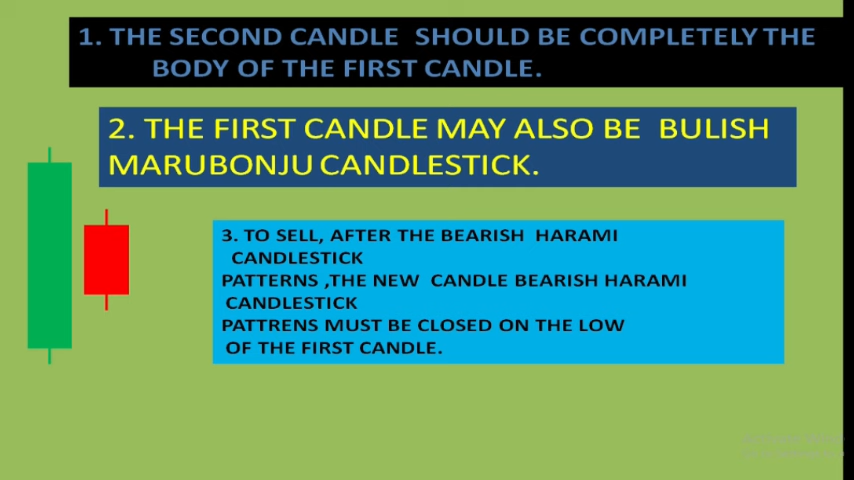 1. THE SECOND CANDLE SHOULD BE COMPLETELY THE
BODY OF THE FIRST CANDLE.
2. THE FIRST CANDLE MAY ALSO BE BULISH
MARUBONJU CANDLESTICK.
3. TO SELL, AFTER THE BEARISH HARAMI
CANDLESTICK
PATTERNS ,THE NEW CANDLE BEARISH HARAMI
CANDLESTICK
PATTRENS MUST BE CLOSED ON THE LOW
OF THE FIRST CANDLE.